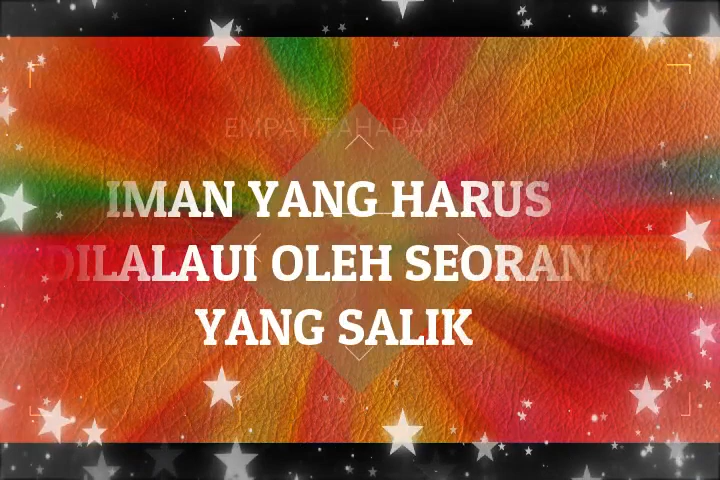 EMPAT TAHAPAN
IMAN YANG HARUS
DILALAUI OLEH SEORANG
YANG SALIK